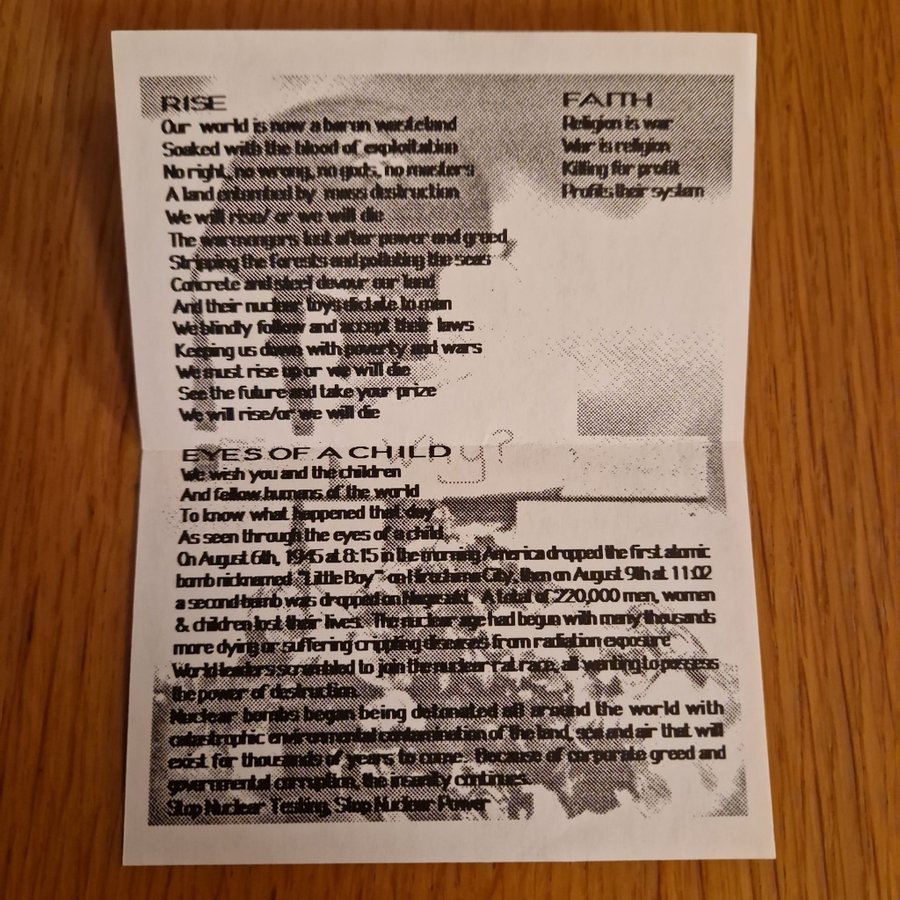 RISE
Our world is now a barun wasteland
Soaked with the blood of exploitation
No right, no wrong, no gods, no masters
A land entombed by mass destruction
We will rise/ or we will die
The warmongers lust after power and greed
Stripping the forests and polluting the seas
Concrete and steel devour our land
And their nuclear toys dictate to man
We blindly follow and accept their laws
Keeping us down with poverty and wars
We must rise up or we will die
See the future and take your prize
We will rise/or we will die
FAITH
Religion is war
War is religion
Killing for profit
Profits their system
Why?
EYES OF A CHILD
We wish you and the children
And fellow humans of the world
To know what happened that day
As seen through the eyes of a child.
On August 6th, 1945 at 8:15 in the morning America dropped the first atomic
bomb nicknamed "Little Boy" on Hiroshima City, then on August 9th at 11:02
a second bomb was dropped on Nagasaki. A total of 220,000 men, women
& children lost their lives. The nuclear age had begun with many thousands
more dying or suffering crippling diseases from radiation exposure
World leaders scrambled to join the nuclear rat race, all wanting to possess
the power of destruction.
Nuclear bombs began being detonated all around the world with
catastrophic environmental contamination of the land, sea and air that will
exist for thousands of years to come. Because of corporate greed and
governmental corruption, the insanity continues.
Stop Nuclear Testing, Stop Nuclear Power